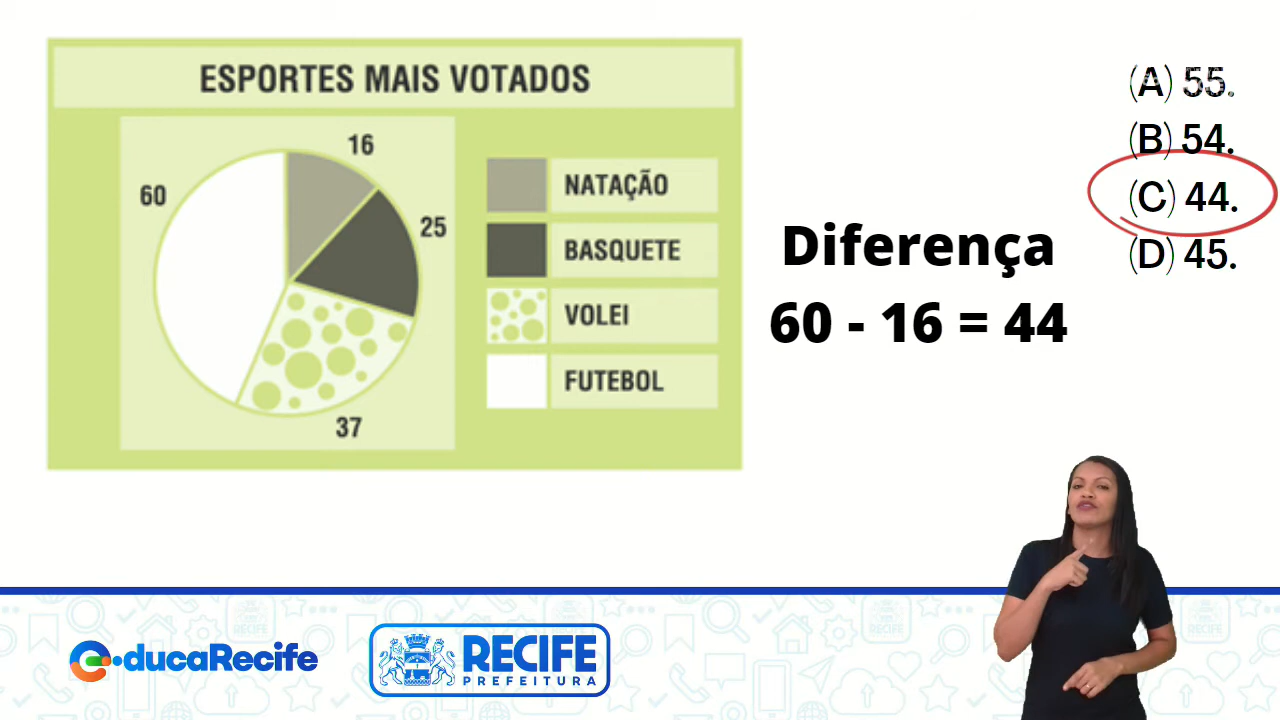 ESPORTES MAIS VOTADOS
16
60
25
37
NATAÇÃO
BASQUETE
VOLEI
FUTEBOL
Diferença
60 - 16 = 44
(A) 55.
(B) 54.
(C) 44.
(D) 45.
e·ducaRecife
RECIFE
PREFEITURA